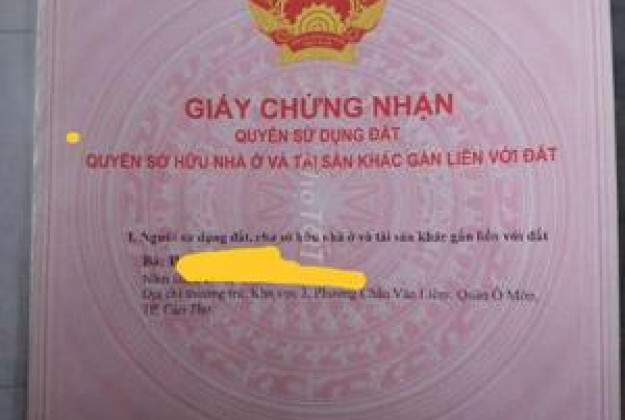 GIẤY CHỨNG NHẬN
QUYỀN SỬ DỤNG ĐẤT
QUYỀN SỞ HỮU NHÀ Ở VÀ TÀI SẢN KHÁC GẮN LIỀN VỚI ĐẤT
I. Người sử dụng đất, chủ sở hữu nhà ở và tài sản khác gắn liền với đất
Bà:
Năm
Địa chỉ thường trú: Khu vực 3, Phường Châu Văn Liêm, Quận Ô Môn,
TP. Cần Thơ